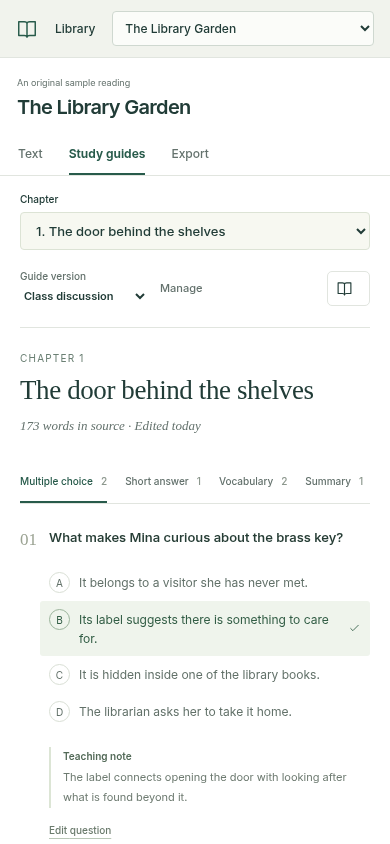 Library
The Library Garden
An original sample reading
The Library Garden
Text Study guides Export
Chapter
1. The door behind the shelves
Guide version
Class discussion
Manage
CHAPTER 1
The door behind the shelves
173 words in source · Edited today
Multiple choice 2 Short answer 1 Vocabulary 2 Summary 1
01 What makes Mina curious about the brass key?
A It belongs to a visitor she has never met.
B Its label suggests there is something to care
for.
C It is hidden inside one of the library books.
D The librarian asks her to take it home.
Teaching note
The label connects opening the door with looking after
what is found beyond it.
Edit question